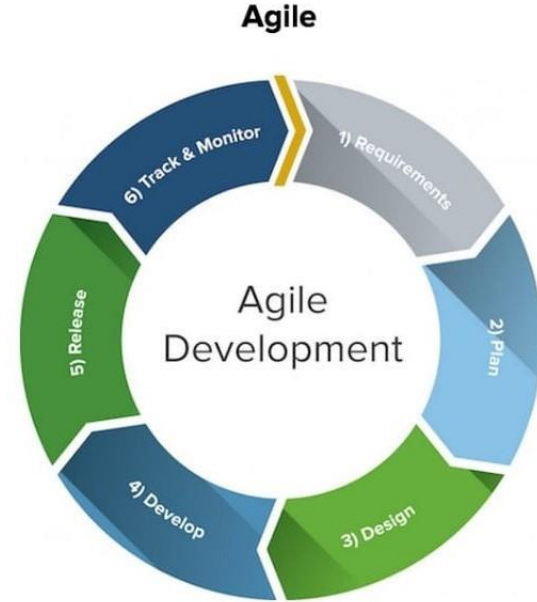 Agile
1) Requirements
2) Plan
3) Design
4) Develop
5) Release
6) Track & Monitor
Agile
Development